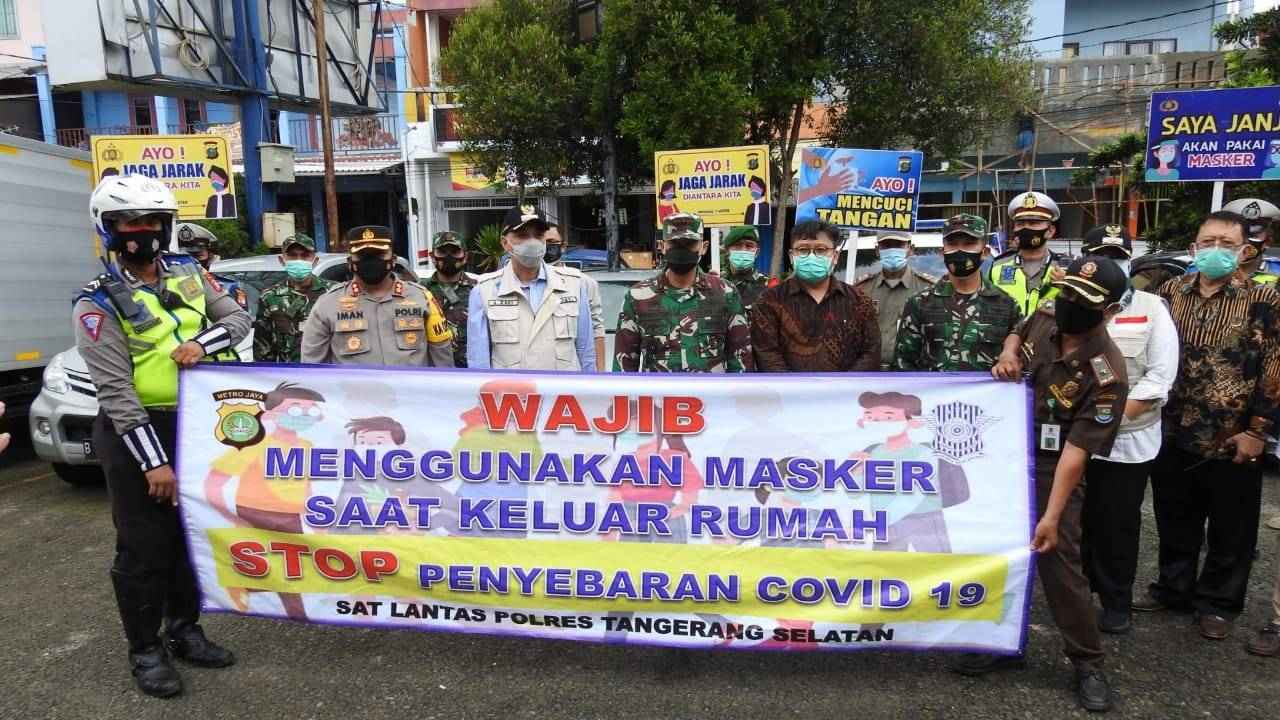 AYO !
JAGA JARAK
DIANTARA KITA
AYO !
JAGA JARAK
DIANTARA KITA
AYO !
MENCUCI
TANGAN
SAYA JANJ
AKAN PAKAI
MASKER
IMAN
POLRI
METRO JAYA
WAJIB
MENGGUNAKAN MASKER
SAAT KELUAR RUMAH
STOP PENYEBARAN COVID 19
SAT LANTAS POLRES TANGERANG SELATAN